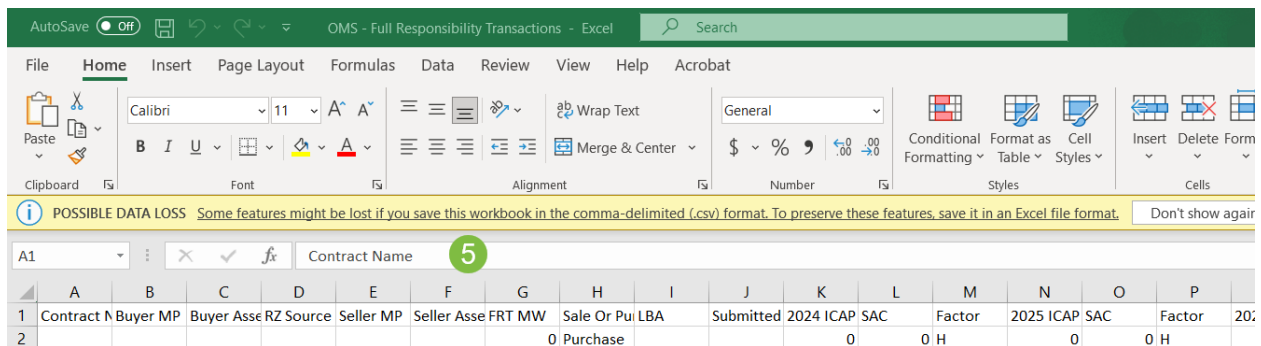 AutoSave Off OMS - Full Responsibility Transactions - Excel Search
File Home Insert Page Layout Formulas Data Review View Help Acrobat
Paste
Clipboard
Calibri 11 A^ A˅
B I U A
Font
ab Wrap Text
Merge & Center
Alignment
General
$ % 9 .00 .00
Number
Conditional Formatting
Format as Table
Cell Styles
Styles
Insert Delete Form
Cells
i POSSIBLE DATA LOSS Some features might be lost if you save this workbook in the comma-delimited (.csv) format. To preserve these features, save it in an Excel file format. Don't show again
A1 fx Contract Name 5
A B C D E F G H I J K L M N O P
1 Contract N Buyer MP Buyer Asse RZ Source Seller MP Seller Asse FRT MW Sale Or Pur LBA Submitted 2024 ICAP SAC Factor 2025 ICAP SAC Factor 202
2 0 Purchase 0 0 H 0 0 H